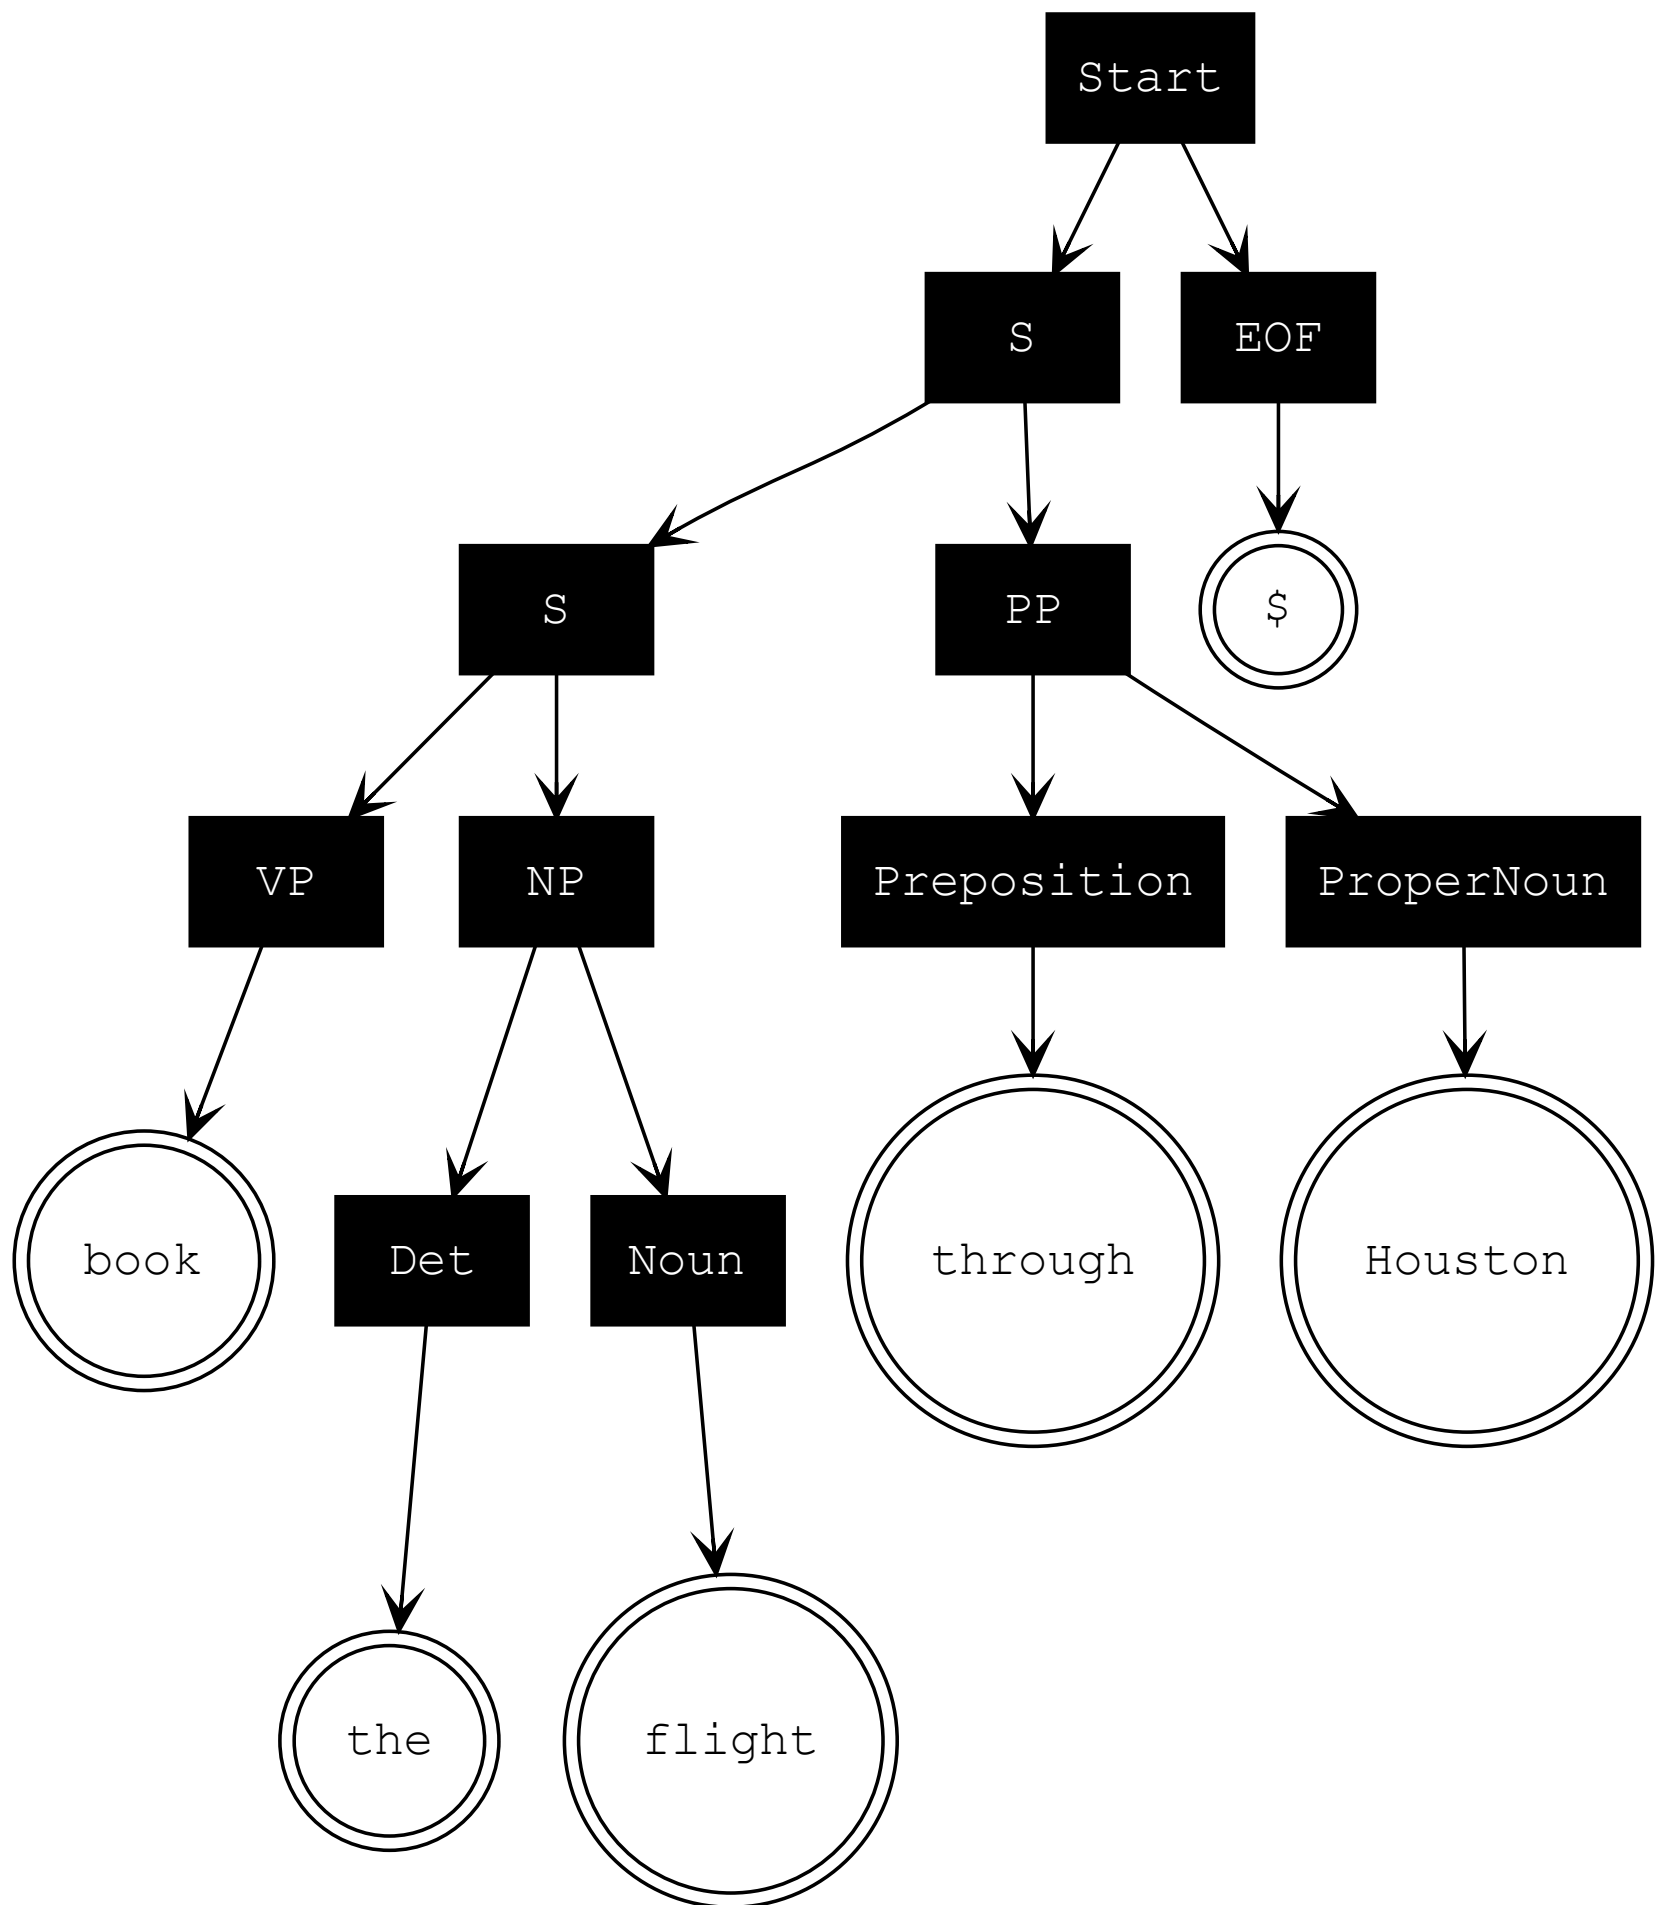 Start
S
EOF
S
PP
$
VP
NP
Preposition
ProperNoun
book
Det
Noun
through
Houston
the
flight